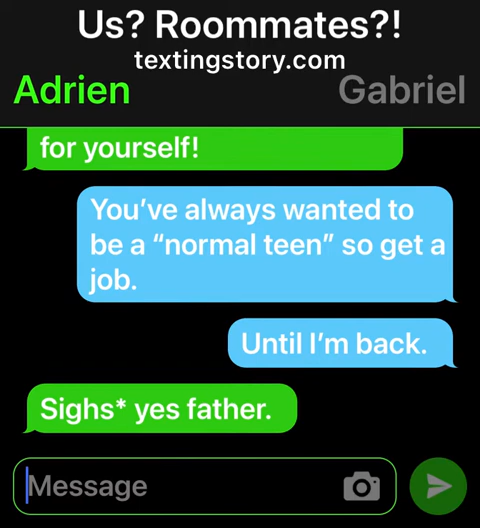 Us? Roommates?!
textingstory.com
Adrien Gabriel
for yourself!
You’ve always wanted to
be a “normal teen” so get a
job.
Until I’m back.
Sighs* yes father.
Message